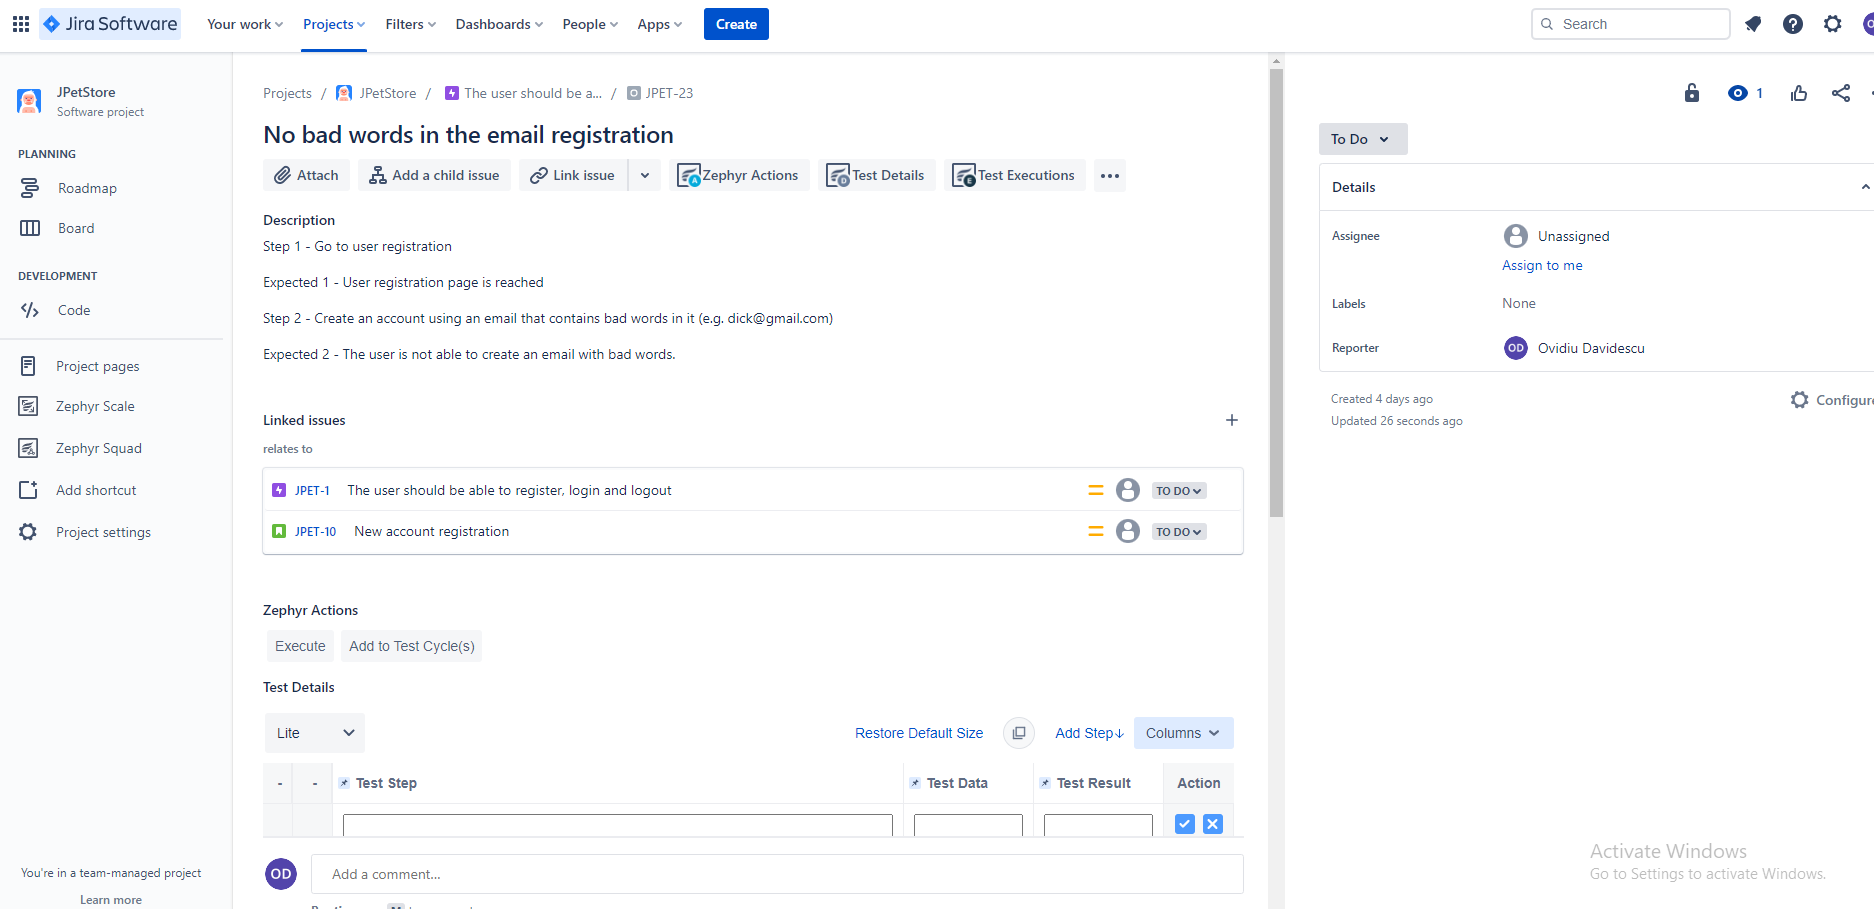 Jira Software Your work Projects Filters Dashboards People Apps Create Search
JPetStore
Software project
PLANNING
Roadmap
Board
DEVELOPMENT
Code
Project pages
Zephyr Scale
Zephyr Squad
Add shortcut
Project settings
You're in a team-managed project
Learn more
Projects / JPetStore / The user should be a... / JPET-23
No bad words in the email registration
Attach Add a child issue Link issue Zephyr Actions Test Details Test Executions
Description
Step 1 - Go to user registration
Expected 1 - User registration page is reached
Step 2 - Create an account using an email that contains bad words in it (e.g. dick@gmail.com)
Expected 2 - The user is not able to create an email with bad words.
Linked issues
relates to
JPET-1 The user should be able to register, login and logout TO DO
JPET-10 New account registration TO DO
Zephyr Actions
Execute Add to Test Cycle(s)
Test Details
Lite Restore Default Size Add Step↓ Columns
- - Test Step Test Data Test Result Action
OD Add a comment...
1
To Do
Details
Assignee Unassigned
Assign to me
Labels None
Reporter OD Ovidiu Davidescu
Created 4 days ago Configure
Updated 26 seconds ago
Activate Windows
Go to Settings to activate Windows.